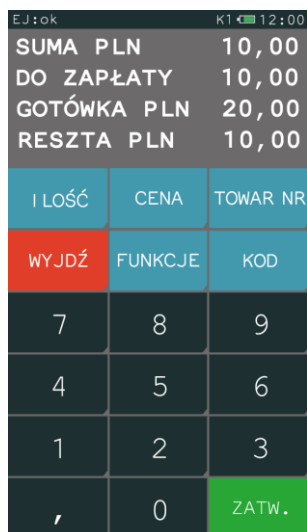 EJ:ok K1 12:00
SUMA PLN 10,00
DO ZAPŁATY 10,00
GOTÓWKA PLN 20,00
RESZTA PLN 10,00
ILOŚĆ CENA TOWAR NR
WYJDŹ FUNKCJE KOD
7 8 9
4 5 6
1 2 3
, 0 ZATW.